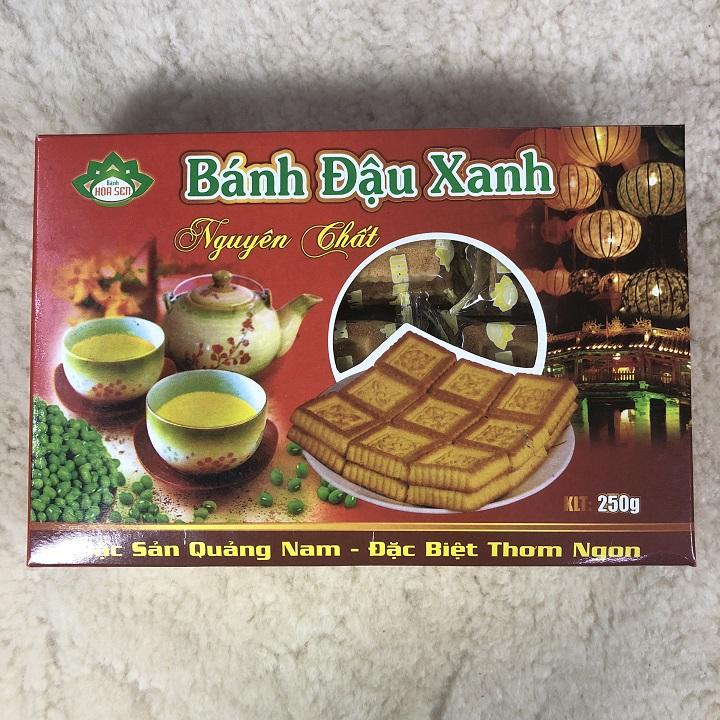 Bánh
HOA SEN
Bánh Đậu Xanh
Nguyên Chất
KLT: 250g
Sản Quảng Nam - Đặc Biệt Thơm Ngon